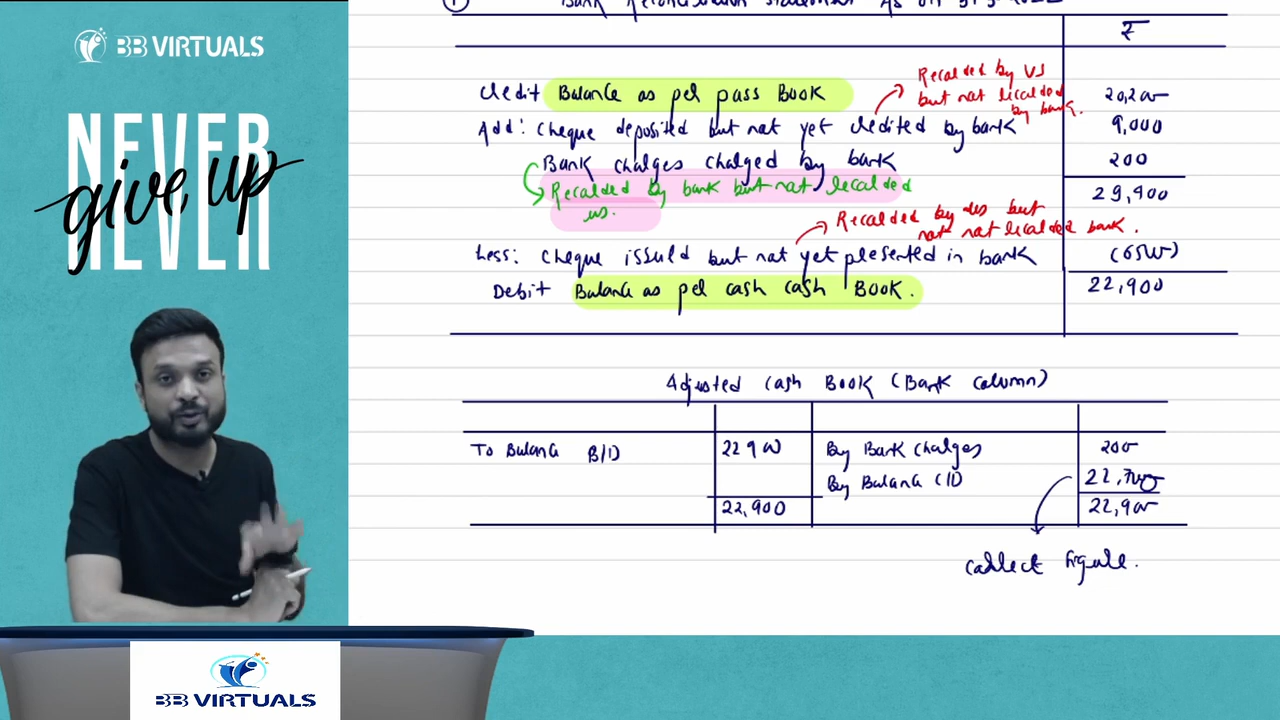 BB VIRTUALS
NEVER
give up
NEVER
₹
Credit Balance as per pass Book 20,200
Recorded by us
but not recorded
by bank.
Add: Cheque deposited but not yet credited by bank 9,000
Bank charges charged by bank 200
Recorded by bank but not recorded
us.
29,400
Recorded by us but
not not recorded bank.
Less: Cheque issued but not yet presented in bank (6500)
Debit Balance as per cash cash Book. 22,900
Adjusted Cash Book (Bank Column)
To Balance B/D 22900 By Bank Charges 200
By Balance C/D 22,700
22,900 22,900
correct figure.
BB VIRTUALS